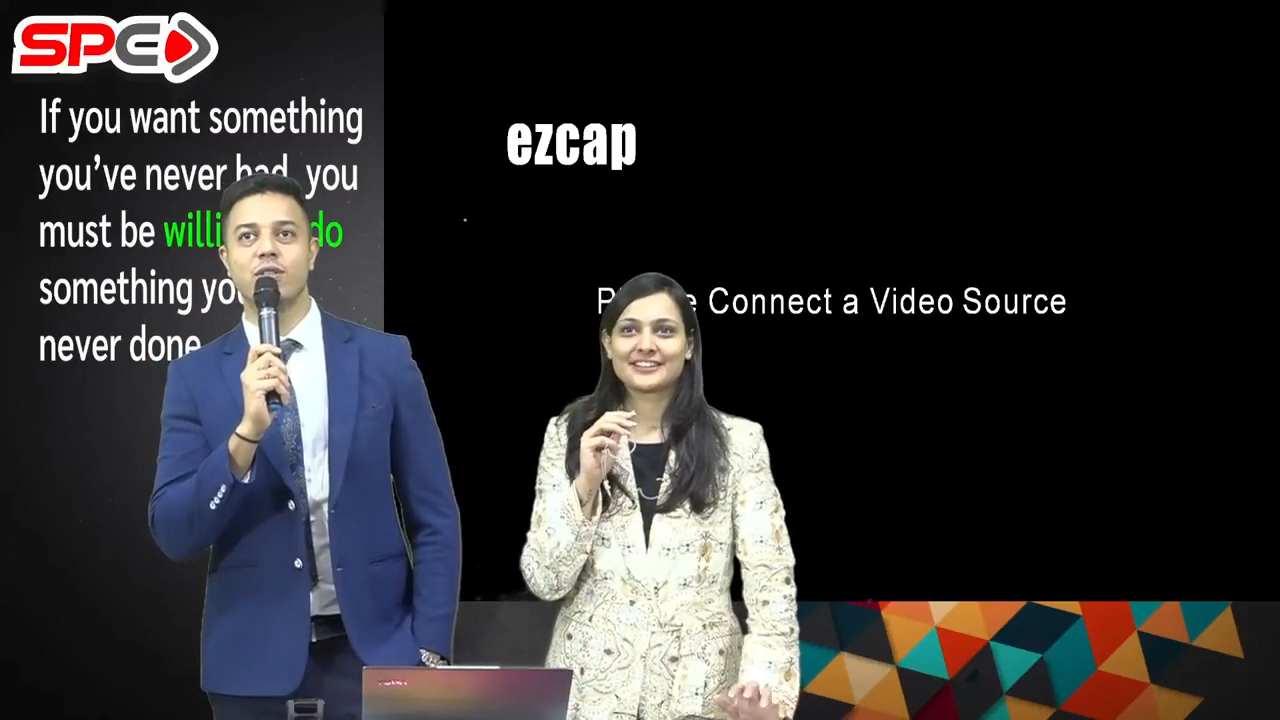 SPE
If you want something
you've never had, you
must be do
something
never done
ezcap
Connect a Video Source